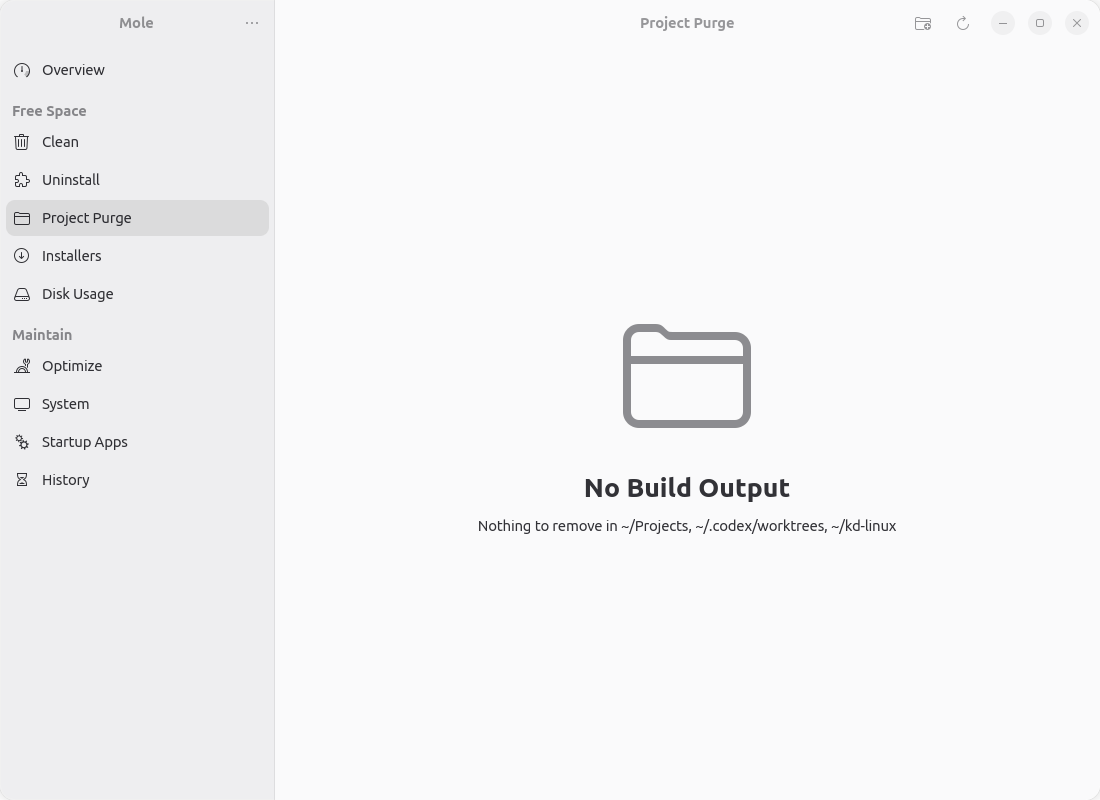 Mole
Project Purge
Overview
Free Space
Clean
Uninstall
Project Purge
Installers
Disk Usage
Maintain
Optimize
System
Startup Apps
History
No Build Output
Nothing to remove in ~/Projects, ~/.codex/worktrees, ~/kd-linux